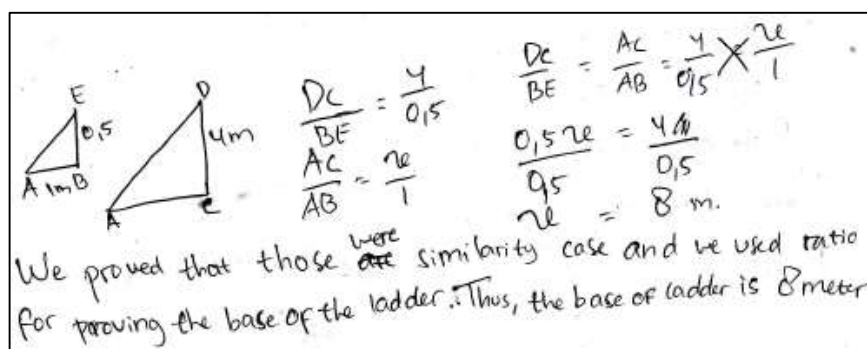 E
0,5
A 1m B
D
4m
A
C
DC/BE = 4/0,5
AC/AB = x/1
DC/BE = AC/AB = 4/0,5 = x/1
0,5x/0,5 = 4/0,5
x = 8 m.
We proved that those were similarity case and we used ratio
for proving the base of the ladder. Thus, the base of ladder is 8 meter